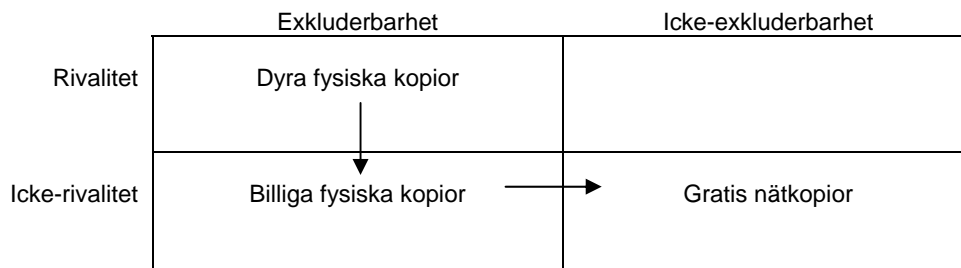 Exkluderbarhet Icke-exkluderbarhet
Rivalitet Dyra fysiska kopior
Icke-rivalitet Billiga fysiska kopior Gratis nätkopior